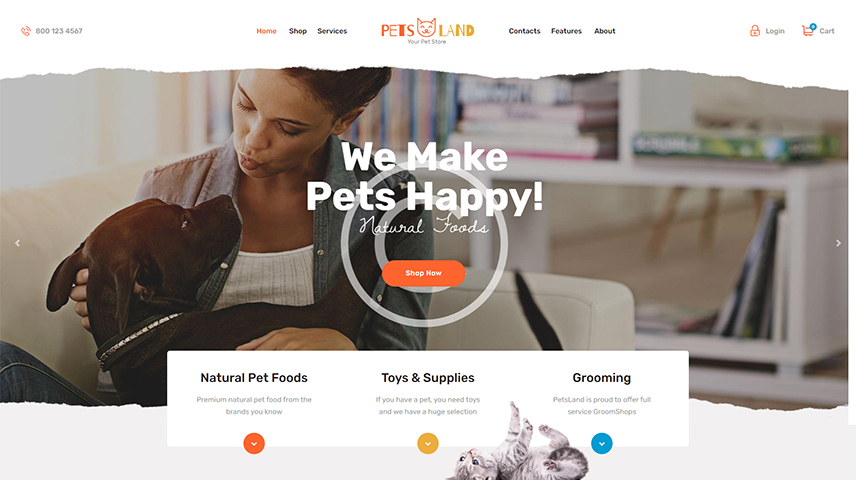 800 123 4567
Home
Shop
Services
PETS LAND
Your Pet Store
Contacts
Features
About
Login
0
Cart
We Make
Pets Happy!
Natural Foods
Shop Now
Natural Pet Foods
Premium natural pet food from the
brands you know
Toys & Supplies
If you have a pet, you need toys
and we have a huge selection
Grooming
PetsLand is proud to offer full
service GroomShops